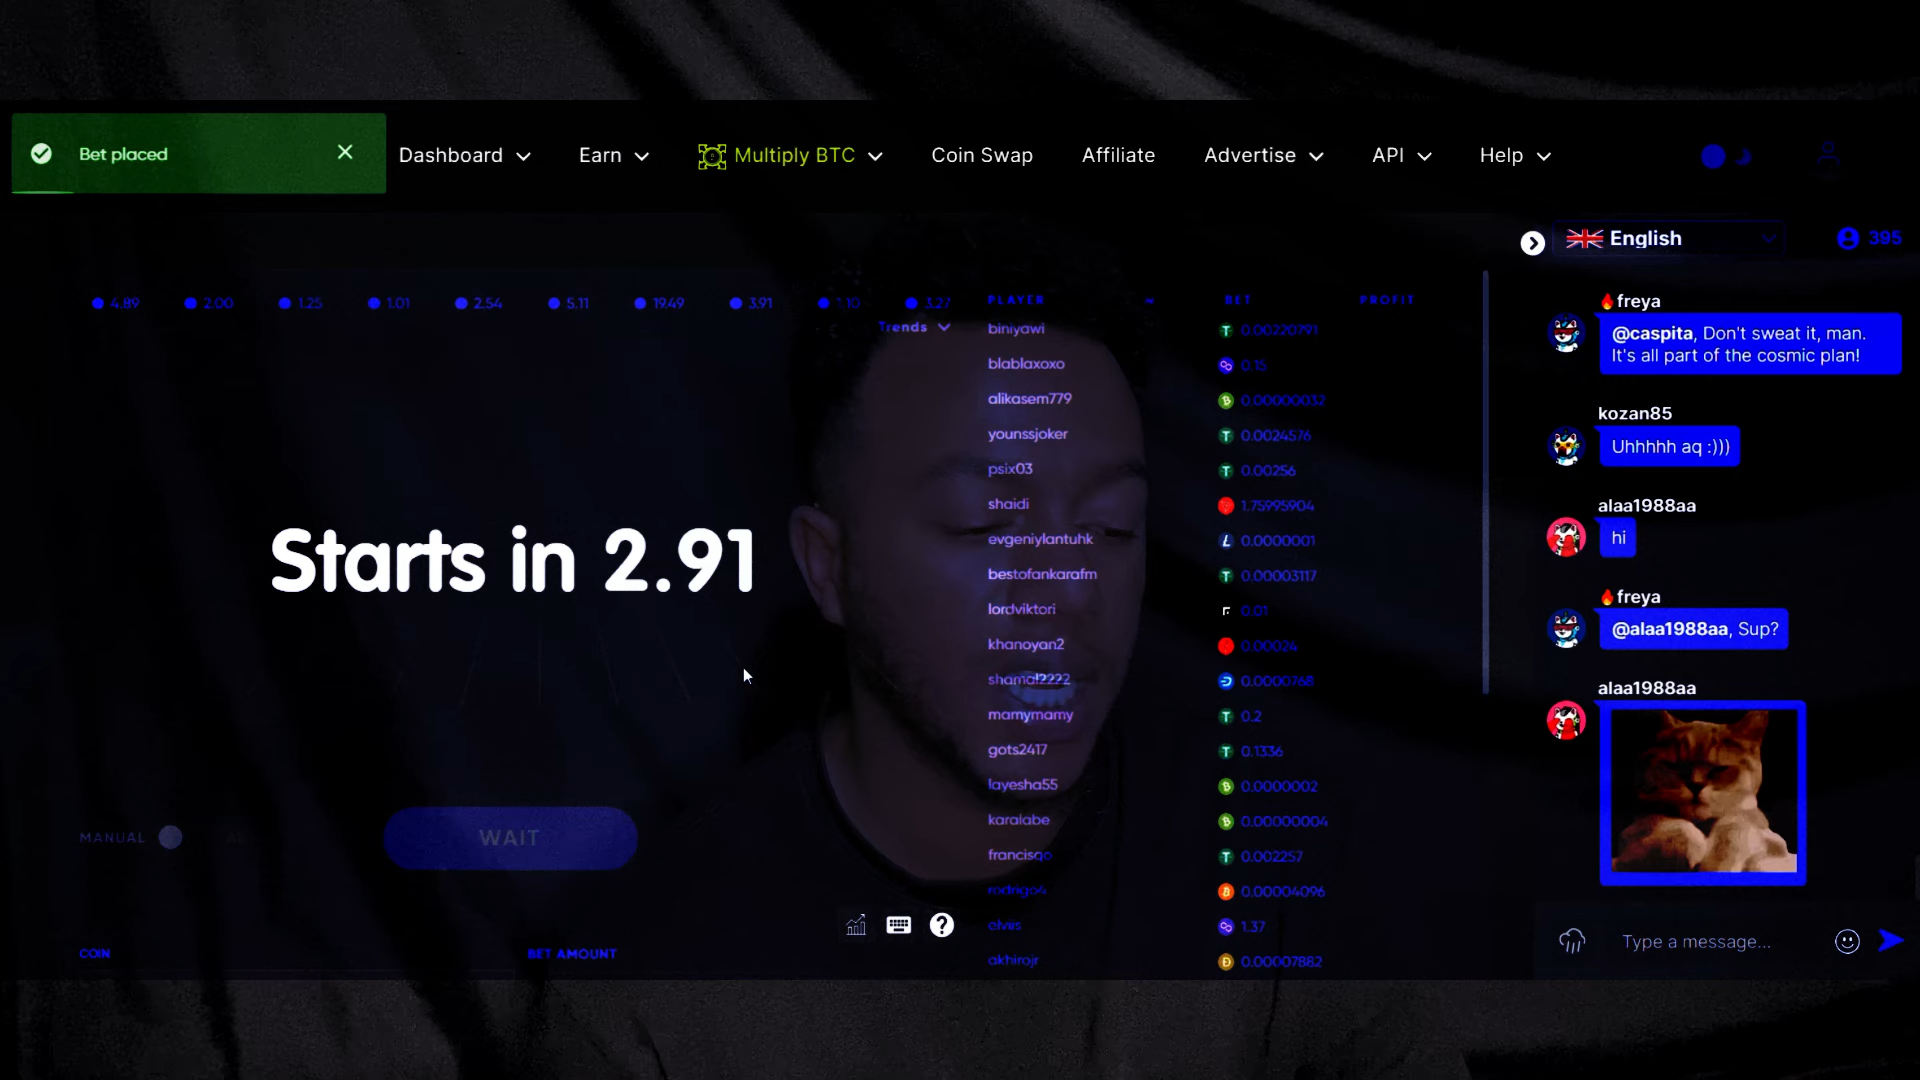 Bet placed
Dashboard
Earn
Multiply BTC
Coin Swap
Affiliate
Advertise
API
Help
English
395
4.89
2.00
1.25
1.01
2.54
5.11
19.49
3.91
1.10
3.27
Trends
PLAYER
BET
PROFIT
biniyawi 0.00220791
blablaxoxo 0.15
alikasem779 0.00000032
younssjoker 0.0024576
psix03 0.00256
shaidi 1.75995904
evgeniylantuhk 0.0000001
bestofankarafm 0.00003117
lordviktori 0.01
khanoyan2 0.00024
shamal2222 0.0000768
mamymamy 0.2
gots2417 0.1336
layesha55 0.0000002
karalabe 0.00000004
francisqo 0.002257
rodrigo4 0.00004096
elviis 1.37
akhirojr 0.00007882
Starts in 2.91
MANUAL
WAIT
COIN
BET AMOUNT
freya
@caspita, Don't sweat it, man.
It's all part of the cosmic plan!
kozan85
Uhhhhh aq :)))
alaa1988aa
hi
freya
@alaa1988aa, Sup?
alaa1988aa
Type a message...